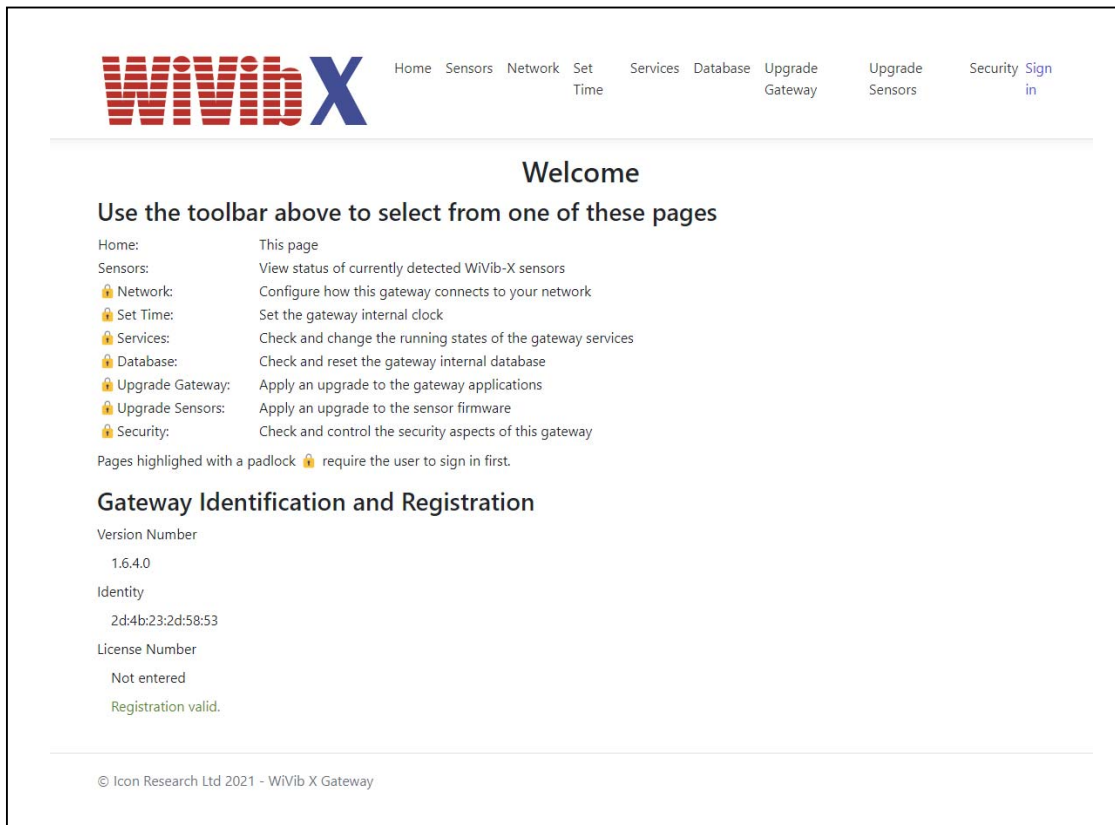 WiVibX
Home Sensors Network Set Time Services Database Upgrade Gateway Upgrade Sensors Security Sign in
Welcome
Use the toolbar above to select from one of these pages
Home: This page
Sensors: View status of currently detected WiVib-X sensors
🔒 Network: Configure how this gateway connects to your network
🔒 Set Time: Set the gateway internal clock
🔒 Services: Check and change the running states of the gateway services
🔒 Database: Check and reset the gateway internal database
🔒 Upgrade Gateway: Apply an upgrade to the gateway applications
🔒 Upgrade Sensors: Apply an upgrade to the sensor firmware
🔒 Security: Check and control the security aspects of this gateway
Pages highlighed with a padlock 🔒 require the user to sign in first.
Gateway Identification and Registration
Version Number
1.6.4.0
Identity
2d:4b:23:2d:58:53
License Number
Not entered
Registration valid.
© Icon Research Ltd 2021 - WiVib X Gateway